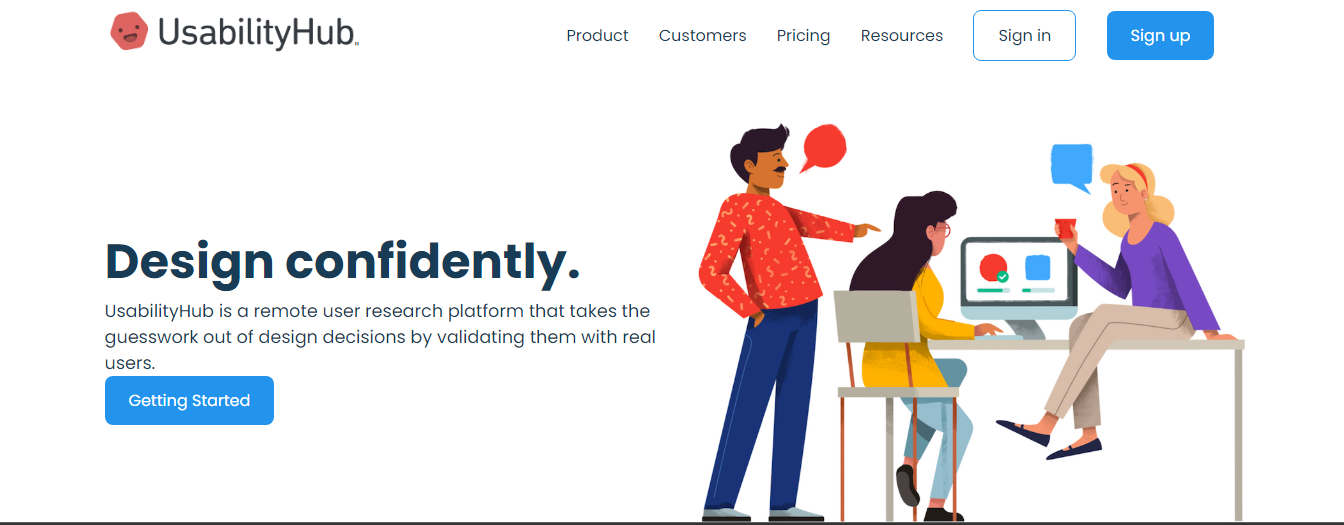 UsabilityHub
Product Customers Pricing Resources Sign in Sign up
Design confidently.
UsabilityHub is a remote user research platform that takes the
guesswork out of design decisions by validating them with real
users.
Getting Started